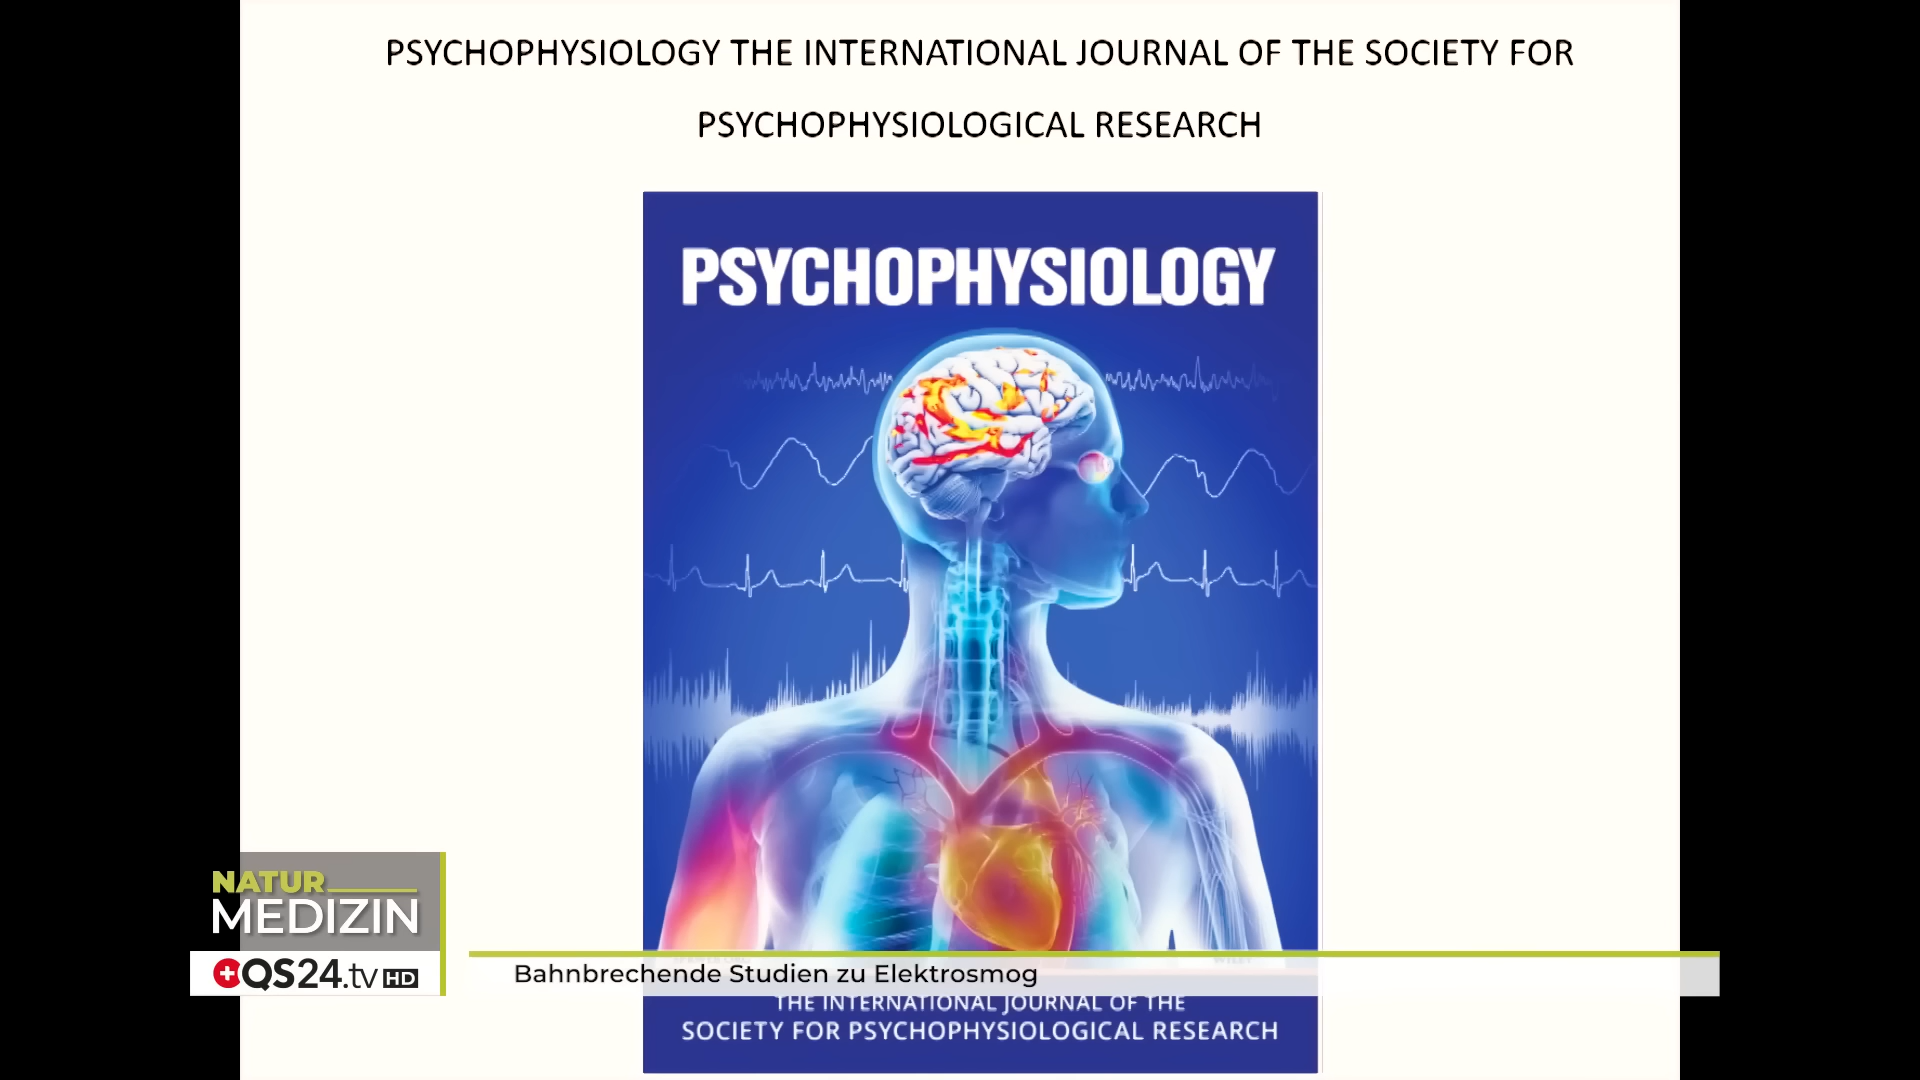 PSYCHOPHYSIOLOGY THE INTERNATIONAL JOURNAL OF THE SOCIETY FOR
PSYCHOPHYSIOLOGICAL RESEARCH
PSYCHOPHYSIOLOGY
NATUR
MEDIZIN
QS24.tv HD
Bahnbrechende Studien zu Elektrosmog
THE INTERNATIONAL JOURNAL OF THE
SOCIETY FOR PSYCHOPHYSIOLOGICAL RESEARCH